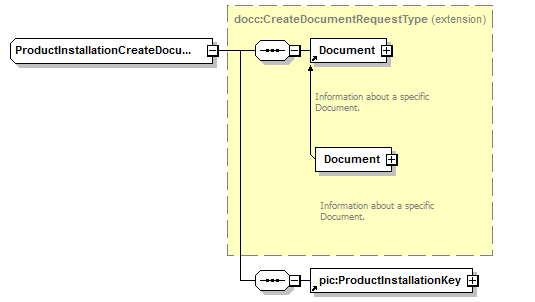 docc:CreateDocumentRequestType (extension)
ProductInstallationCreateDocu...
Document
Information about a specific
Document.
Document
Information about a specific
Document.
pic:ProductInstallationKey